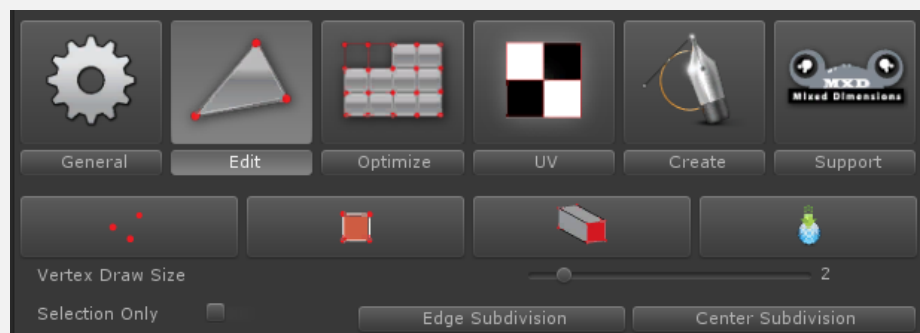 MXD
Mixed Dimensions
General Edit Optimize UV Create Support
Vertex Draw Size 2
Selection Only Edge Subdivision Center Subdivision